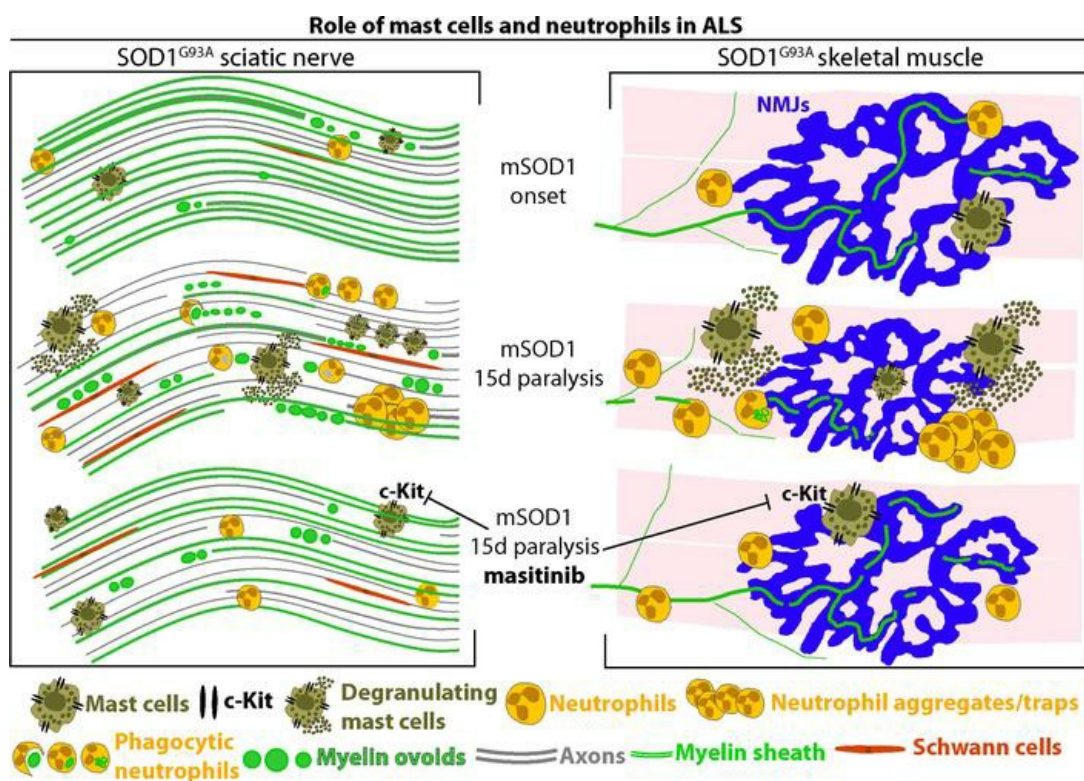 Role of mast cells and neutrophils in ALS
SOD1G93A sciatic nerve
SOD1G93A skeletal muscle
NMJs
mSOD1
onset
mSOD1
15d paralysis
c-Kit
c-Kit
mSOD1
15d paralysis
masitinib
Mast cells
c-Kit
Degranulating
mast cells
Neutrophils
Neutrophil aggregates/traps
Phagocytic
neutrophils
Myelin ovoids
Axons
Myelin sheath
Schwann cells